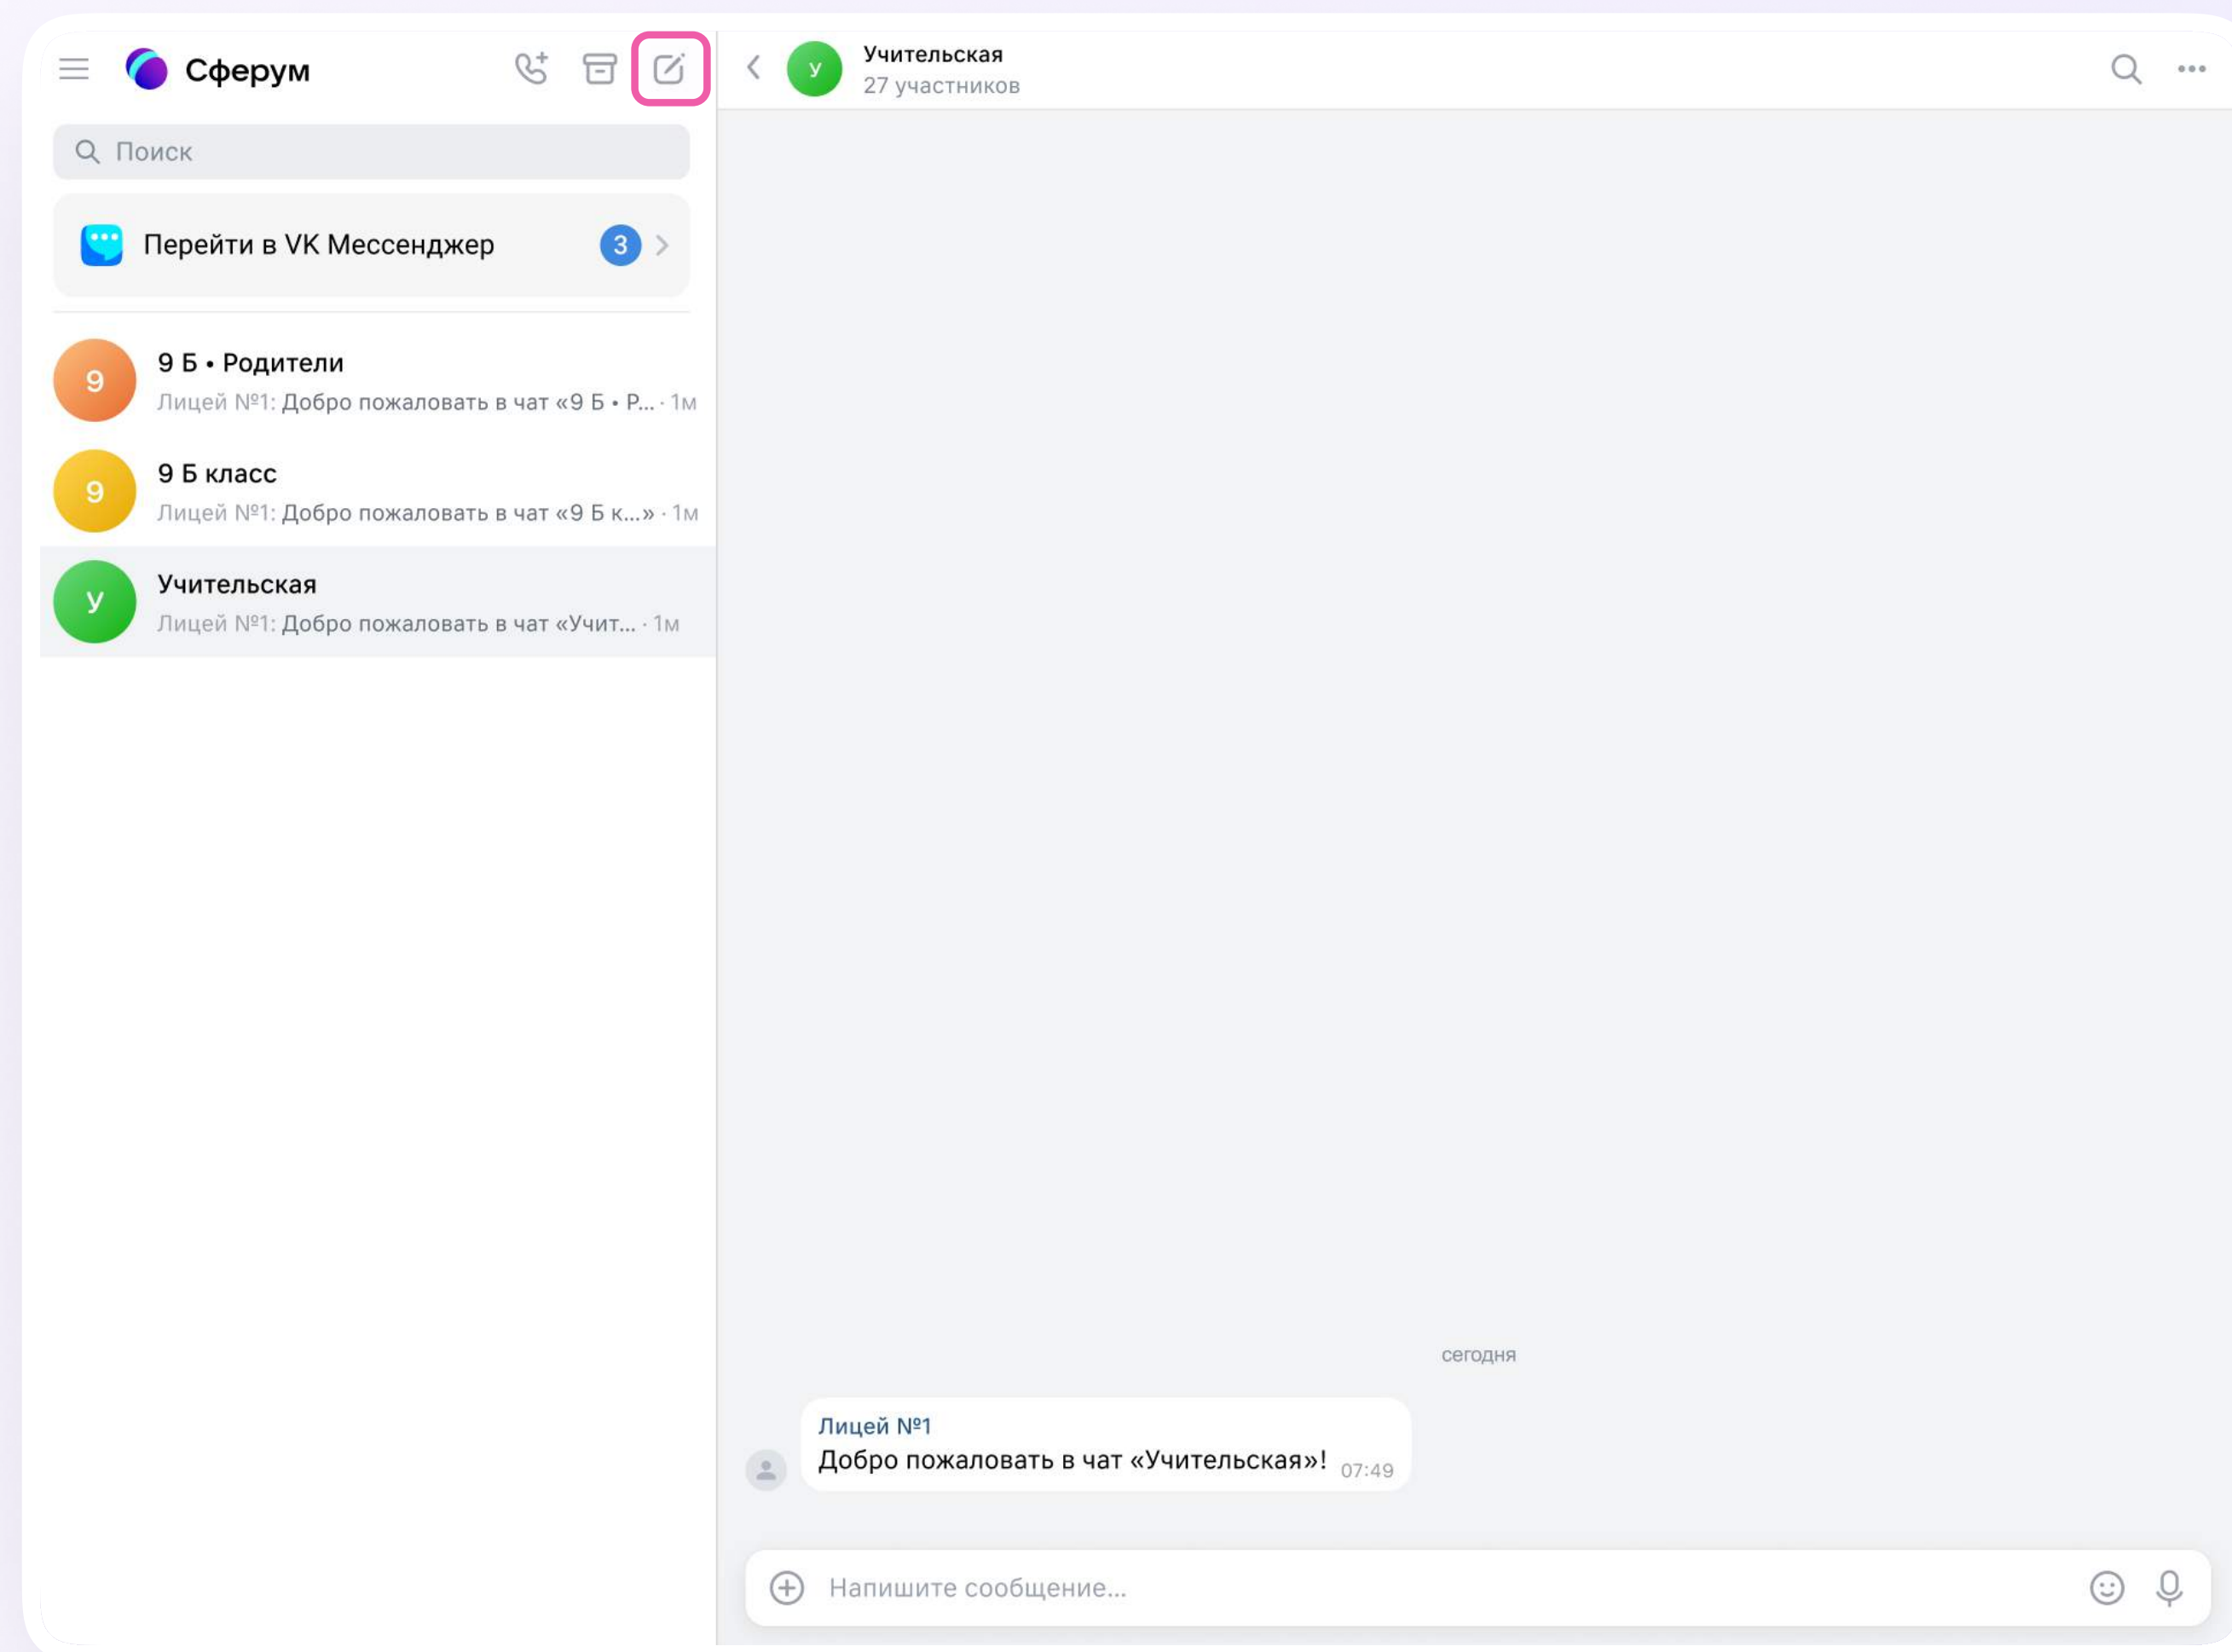 Сферум
Поиск
Перейти в VK Мессенджер 3
9
9 Б • Родители
Лицей №1: Добро пожаловать в чат «9 Б • Р... · 1м
9
9 Б класс
Лицей №1: Добро пожаловать в чат «9 Б к...» · 1м
У
Учительская
Лицей №1: Добро пожаловать в чат «Учит... · 1м
У
Учительская
27 участников
сегодня
Лицей №1
Добро пожаловать в чат «Учительская»! 07:49
Напишите сообщение...